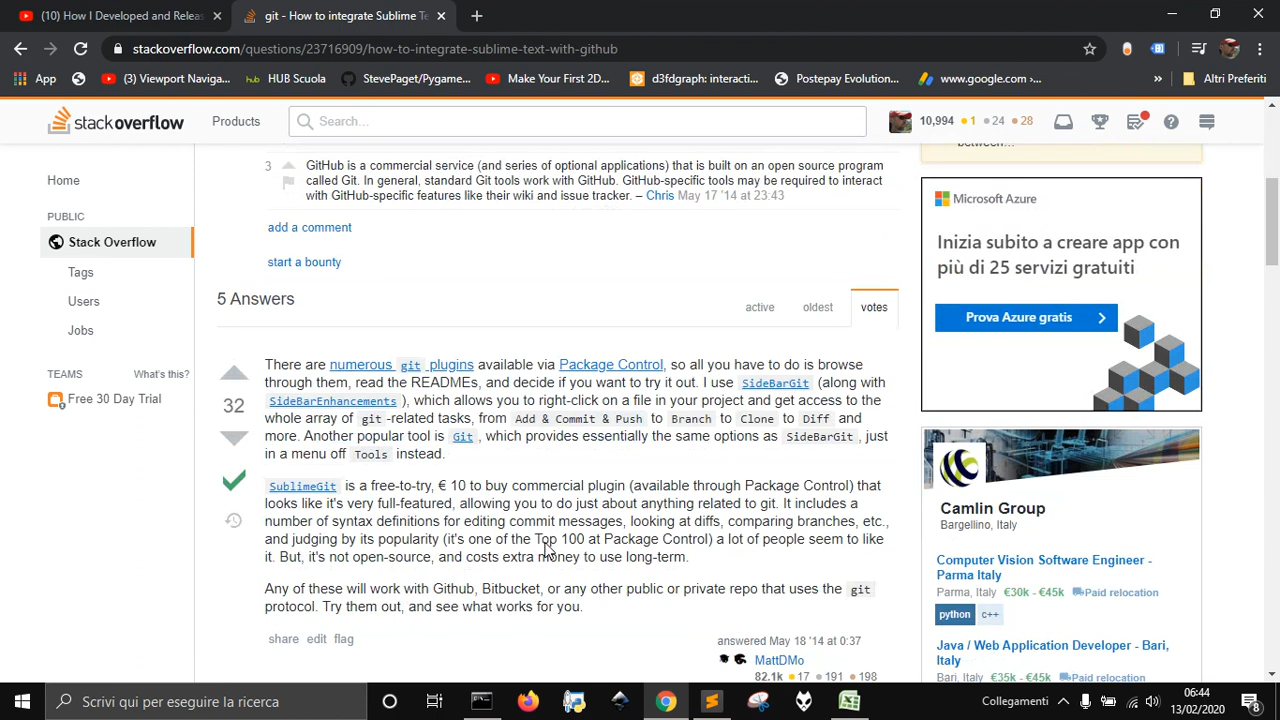 (10) How I Developed and Releas
git - How to integrate Sublime Te
stackoverflow.com/questions/23716909/how-to-integrate-sublime-text-with-github
App
(3) Viewport Naviga...
HUB Scuola
StevePaget/Pygame...
Make Your First 2D...
d3fdgraph: interacti...
Postepay Evolution...
www.google.com ›...
»
Altri Preferiti
stackoverflow
Products
Search...
10,994 1 24 28
between...
3
GitHub is a commercial service (and series of optional applications) that is built on an open source program
called Git. In general, standard Git tools work with GitHub. GitHub-specific tools may be required to interact
with GitHub-specific features like their wiki and issue tracker. – Chris May 17 '14 at 23:43
add a comment
start a bounty
Home
PUBLIC
Stack Overflow
Tags
Users
Jobs
TEAMS What's this?
Free 30 Day Trial
5 Answers
active oldest votes
32
There are numerous git plugins available via Package Control, so all you have to do is browse
through them, read the READMEs, and decide if you want to try it out. I use SideBarGit (along with
SideBarEnhancements ), which allows you to right-click on a file in your project and get access to the
whole array of git -related tasks, from Add & Commit & Push to Branch to Clone to Diff and
more. Another popular tool is Git , which provides essentially the same options as SideBarGit , just
in a menu off Tools instead.
SublimeGit is a free-to-try, € 10 to buy commercial plugin (available through Package Control) that
looks like it's very full-featured, allowing you to do just about anything related to git. It includes a
number of syntax definitions for editing commit messages, looking at diffs, comparing branches, etc.,
and judging by its popularity (it's one of the Top 100 at Package Control) a lot of people seem to like
it. But, it's not open-source, and costs extra money to use long-term.
Any of these will work with Github, Bitbucket, or any other public or private repo that uses the git
protocol. Try them out, and see what works for you.
share edit flag
answered May 18 '14 at 0:37
MattDMo
82.1k 17 191 198
Microsoft Azure
Inizia subito a creare app con
più di 25 servizi gratuiti
Prova Azure gratis
Camlin Group
Bargellino, Italy
Computer Vision Software Engineer -
Parma Italy
Parma, Italy €30k - €45k Paid relocation
python c++
Java / Web Application Developer - Bari,
Italy
Bari, Italy €35k - €45k Paid relocation
Scrivi qui per eseguire la ricerca
Collegamenti
06:44
13/02/2020
8